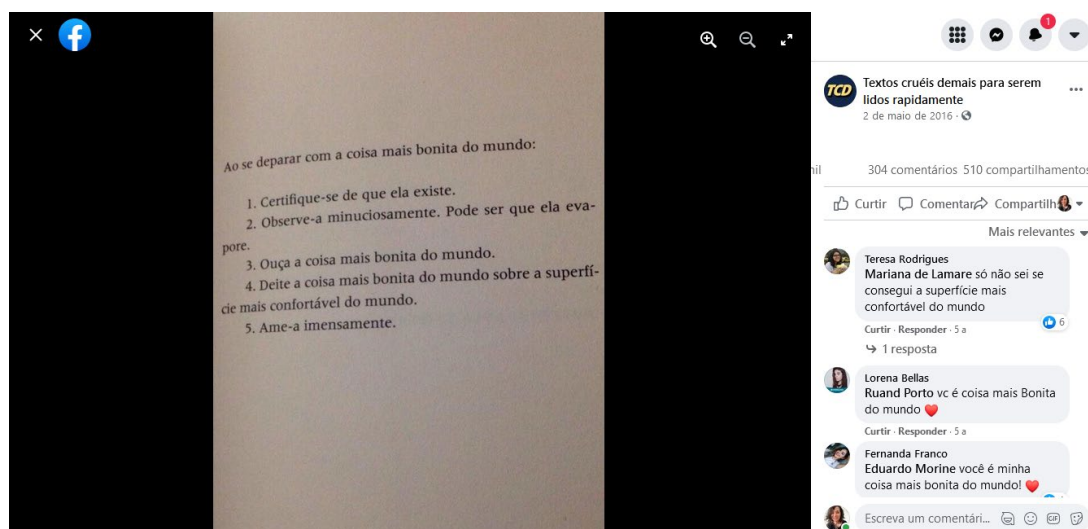 Ao se deparar com a coisa mais bonita do mundo:
1. Certifique-se de que ela existe.
2. Observe-a minuciosamente. Pode ser que ela eva-
pore.
3. Ouça a coisa mais bonita do mundo.
4. Deite a coisa mais bonita do mundo sobre a superfí-
cie mais confortável do mundo.
5. Ame-a imensamente.
1
TCD
Textos cruéis demais para serem
lidos rapidamente
2 de maio de 2016 ·
304 comentários 510 compartilhamentos
Curtir Comentar Compartilh
Mais relevantes
Teresa Rodrigues
Mariana de Lamare só não sei se
consegui a superfície mais
confortável do mundo
6
Curtir · Responder · 5 a
1 resposta
Lorena Bellas
Ruand Porto vc é coisa mais Bonita
do mundo
Curtir · Responder · 5 a
Fernanda Franco
Eduardo Morine você é minha
coisa mais bonita do mundo!
Escreva um comentári...
GIF